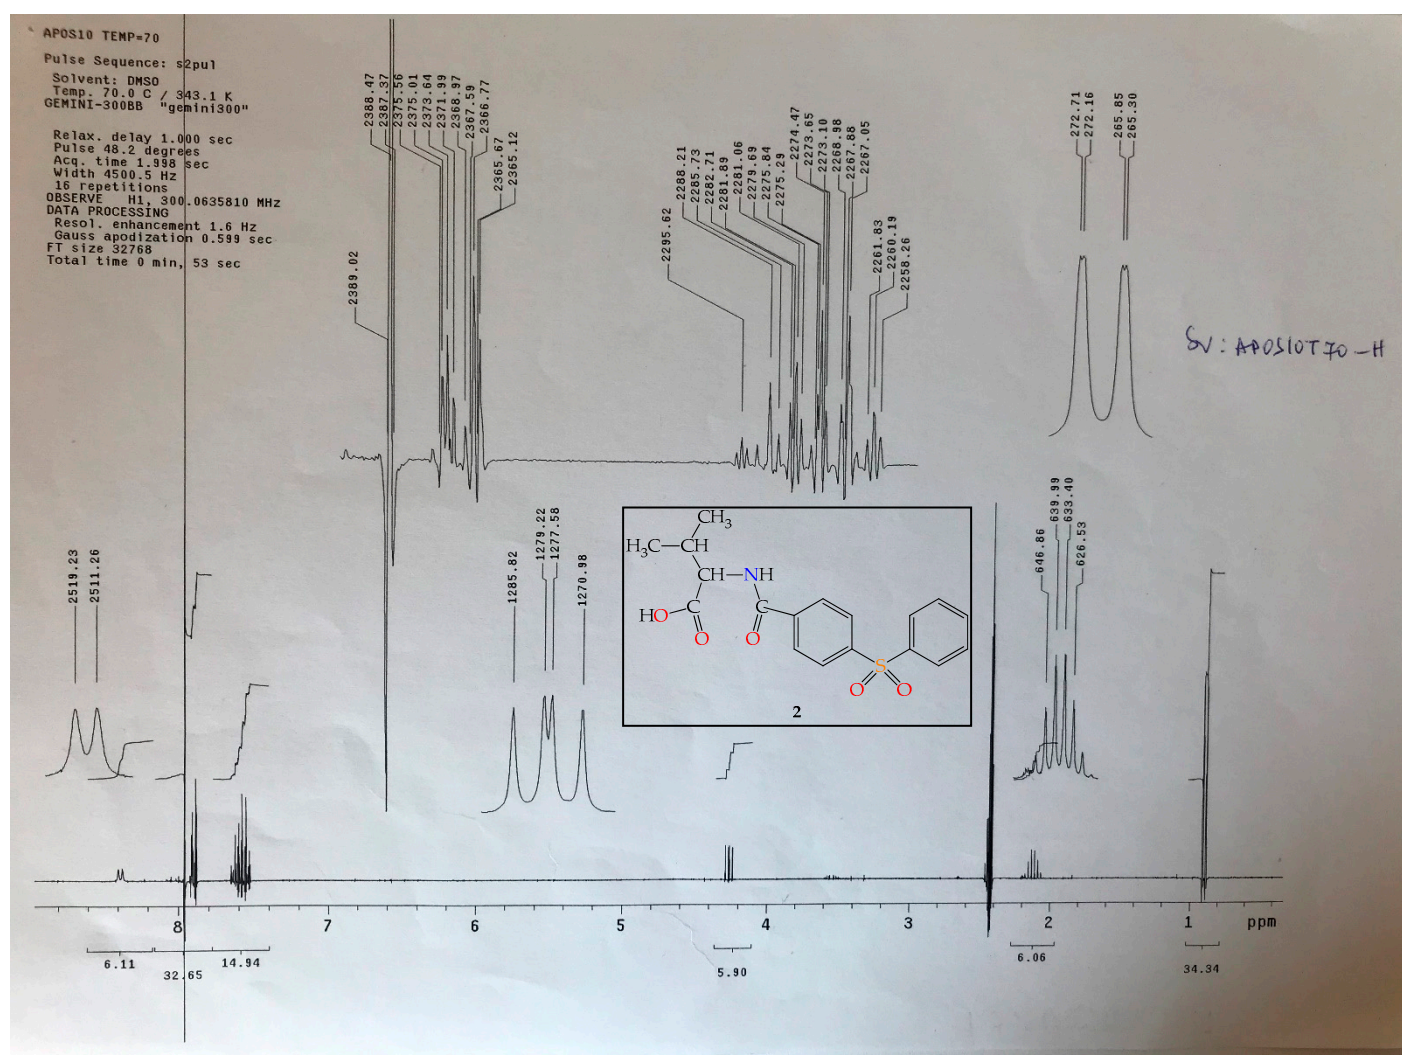 APOS10 TEMP=70
Pulse Sequence: s2pul
Solvent: DMSO
Temp. 70.0 C / 343.1 K
GEMINI-300BB "gemini300"
Relax. delay 1.000 sec
Pulse 48.2 degrees
Acq. time 1.998 sec
Width 4500.5 Hz
16 repetitions
OBSERVE H1, 300.0635810 MHz
DATA PROCESSING
Resol. enhancement 1.6 Hz
Gauss apodization 0.599 sec
FT size 32768
Total time 0 min, 53 sec
2389.02
2388.47
2387.37
2375.56
2375.01
2373.64
2371.99
2368.97
2367.59
2366.77
2365.67
2365.12
2295.62
2288.21
2285.73
2282.71
2281.89
2281.06
2279.69
2275.84
2275.29
2274.47
2273.65
2273.10
2268.98
2267.88
2267.05
2261.83
2260.19
2258.26
272.71
272.16
265.85
265.30
SV: APOS10T70-H
2519.23
2511.26
1285.82
1279.22
1277.58
1270.98
646.86
639.99
633.40
626.53
CH3
H3C CH
CH NH
HO C C
O O
S
O O
2
8 7 6 5 4 3 2 1 ppm
6.11
32.65
14.94
5.90
6.06
34.34